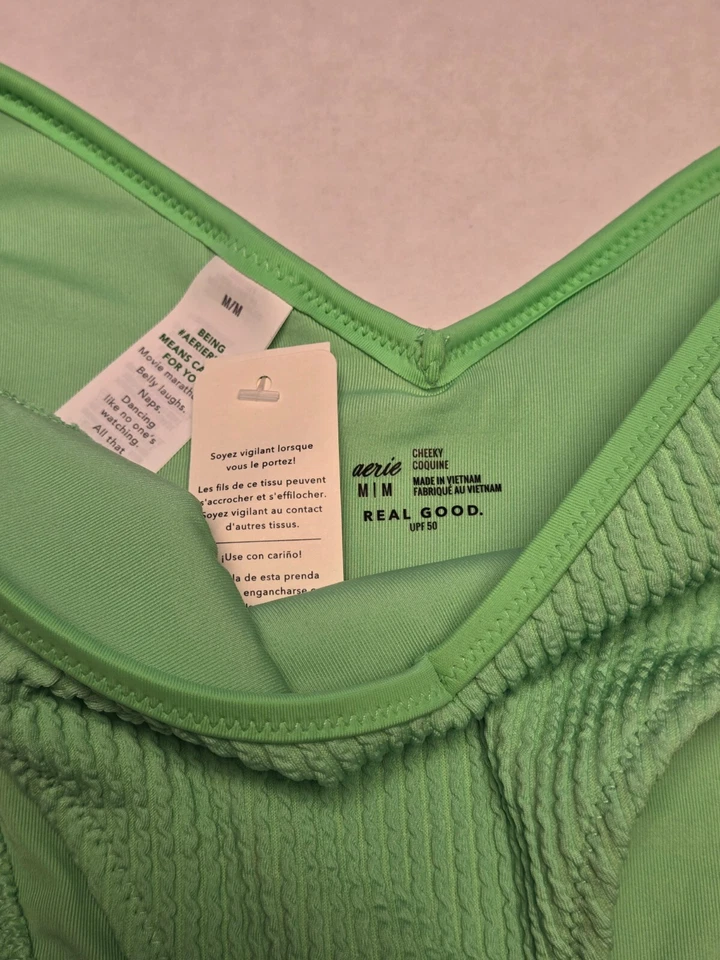 M/M
BEING
#AERIER
MEANS CA
FOR YO
Movie marath
Belly laughs.
Naps.
Dancing
like no one's
watching.
All that
Soyez vigilant lorsque
vous le portez!
Les fils de ce tissu peuvent
s'accrocher et s'effilocher.
Soyez vigilant au contact
d'autres tissus.
¡Use con cariño!
la de esta prenda
engancharse
aerie
M|M
CHEEKY
COQUINE
MADE IN VIETNAM
FABRIQUÉ AU VIETNAM
REAL GOOD.
UPF 50